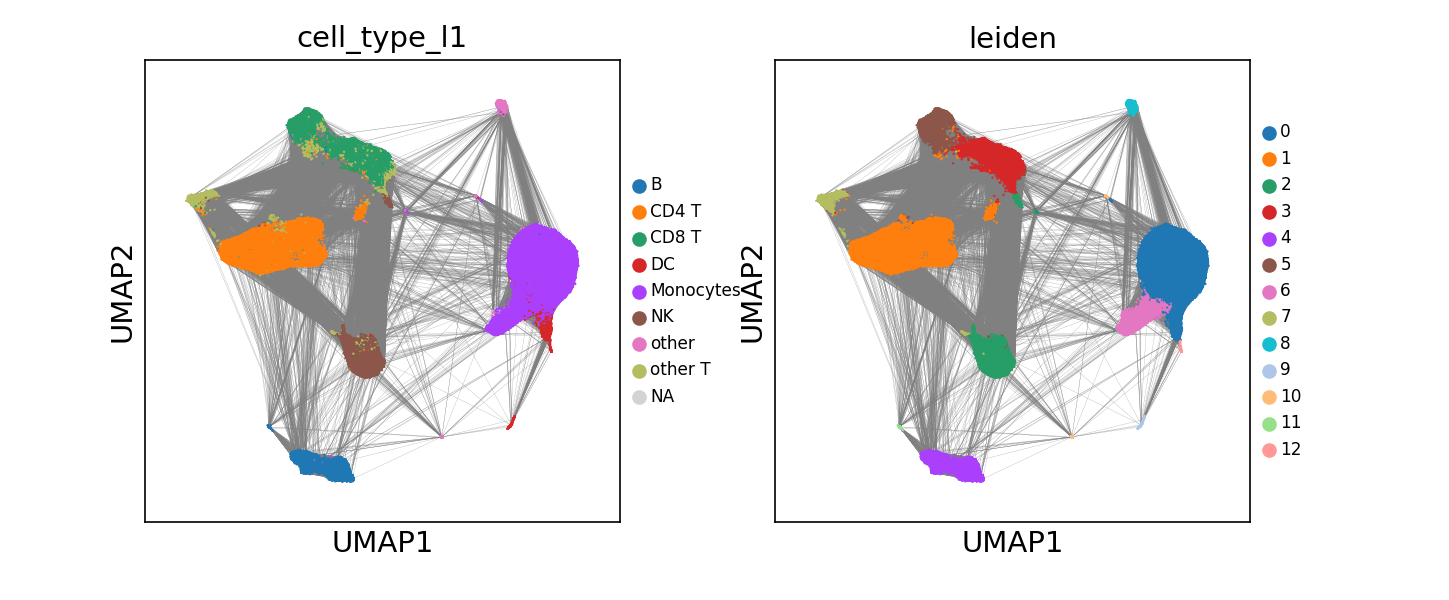 cell_type_l1
UMAP2
UMAP1
B
CD4 T
CD8 T
DC
Monocytes
NK
other
other T
NA
leiden
UMAP2
UMAP1
0
1
2
3
4
5
6
7
8
9
10
11
12